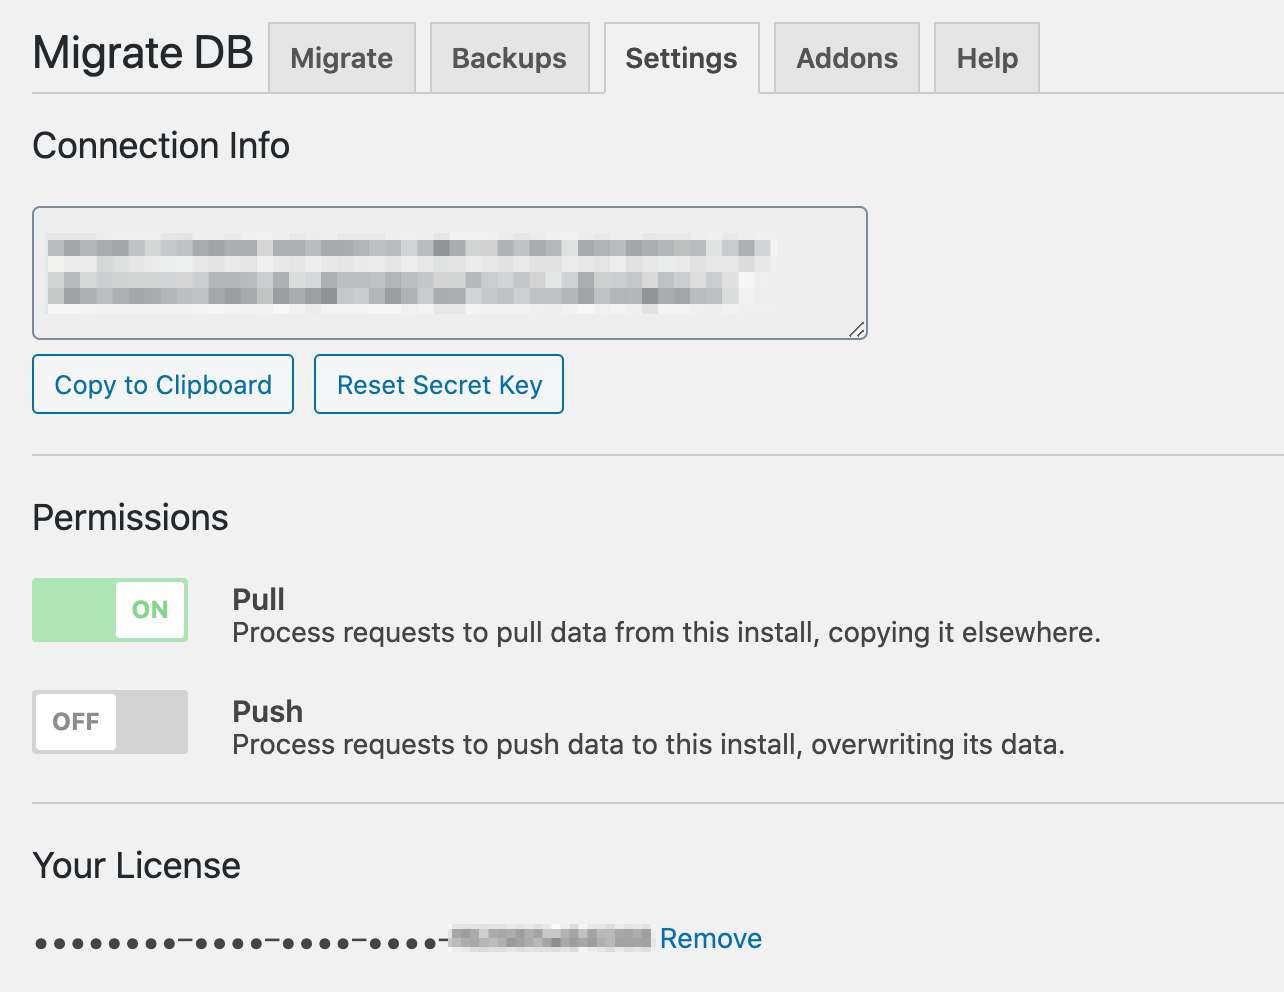 Migrate DB Migrate Backups Settings Addons Help
Connection Info
Copy to Clipboard Reset Secret Key
Permissions
ON Pull
Process requests to pull data from this install, copying it elsewhere.
OFF Push
Process requests to push data to this install, overwriting its data.
Your License
••••••••–••••–••••–••••– Remove